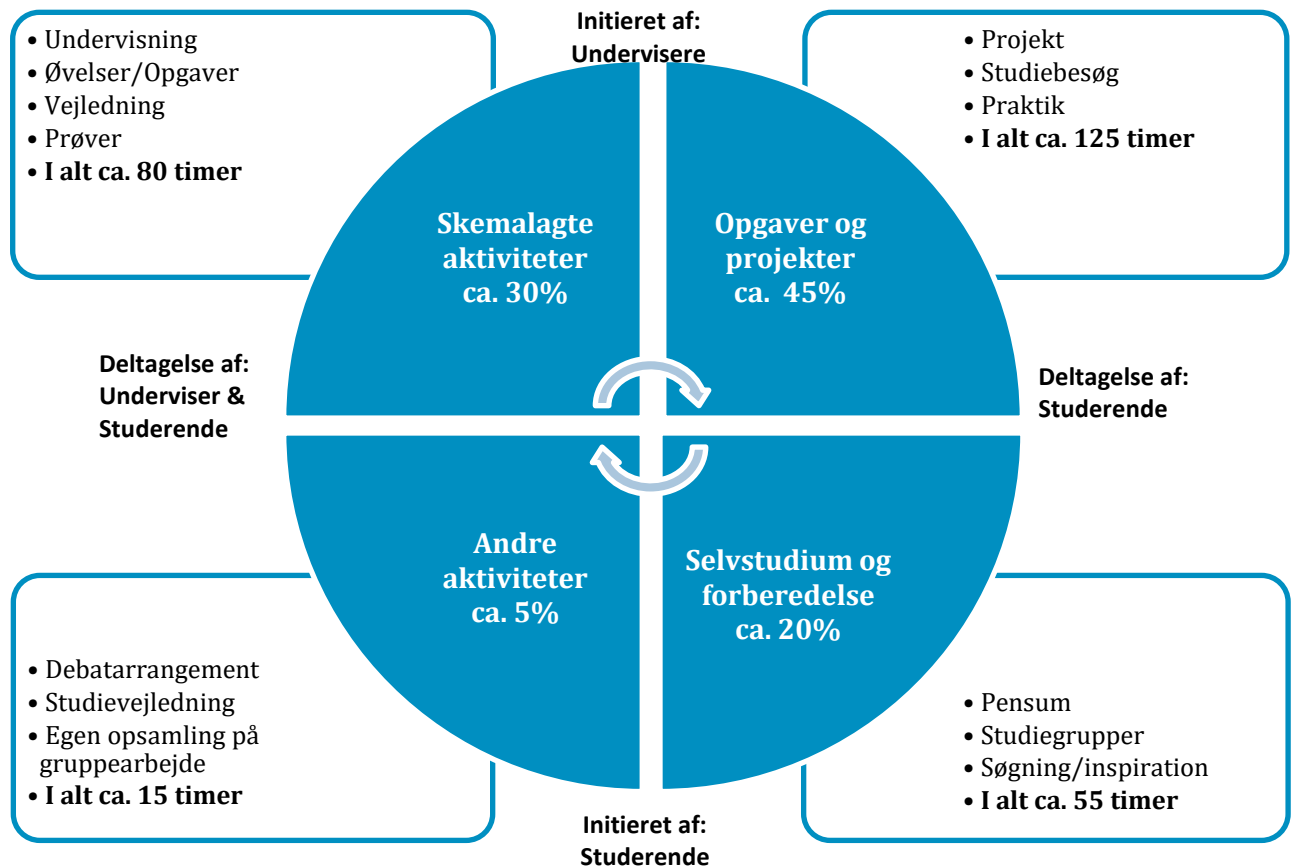 Initieret af:
Undervisere
• Undervisning
• Øvelser/Opgaver
• Vejledning
• Prøver
• I alt ca. 80 timer
• Projekt
• Studiebesøg
• Praktik
• I alt ca. 125 timer
Skemalagte
aktiviteter
ca. 30%
Opgaver og
projekter
ca. 45%
Deltagelse af:
Underviser &
Studerende
Deltagelse af:
Studerende
Andre
aktiviteter
ca. 5%
Selvstudium og
forberedelse
ca. 20%
• Debatarrangement
• Studievejledning
• Egen opsamling på
gruppearbejde
• I alt ca. 15 timer
• Pensum
• Studiegrupper
• Søgning/inspiration
• I alt ca. 55 timer
Initieret af:
Studerende